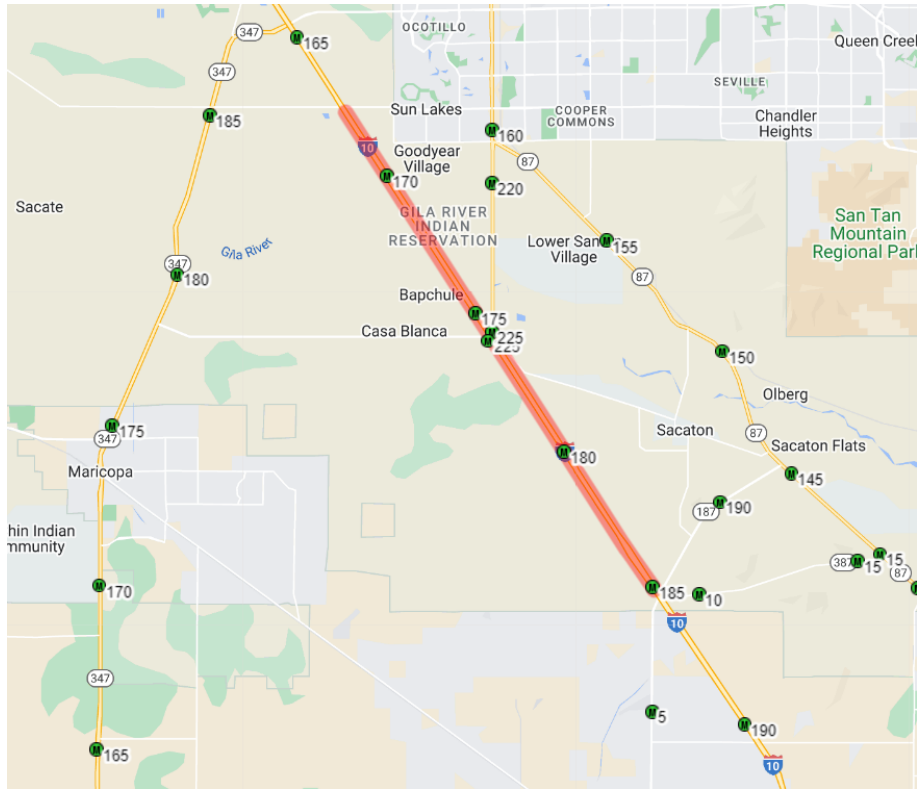 OCOTILLO
347
165
Queen Creek
347
SEVILLE
185
Sun Lakes
COOPER
COMMONS
Chandler
Heights
160
10
Goodyear
Village
87
170
220
Sacate
GILA RIVER
INDIAN
RESERVATION
San Tan
Mountain
Regional Park
Gila River
Lower Santan
Village
155
347
180
87
Bapchule
175
Casa Blanca
225
225
150
Olberg
175
347
Sacaton
87
Sacaton Flats
Maricopa
180
145
190
187
hin Indian
mmunity
15
387
15
87
170
185
10
10
347
5
190
165
10